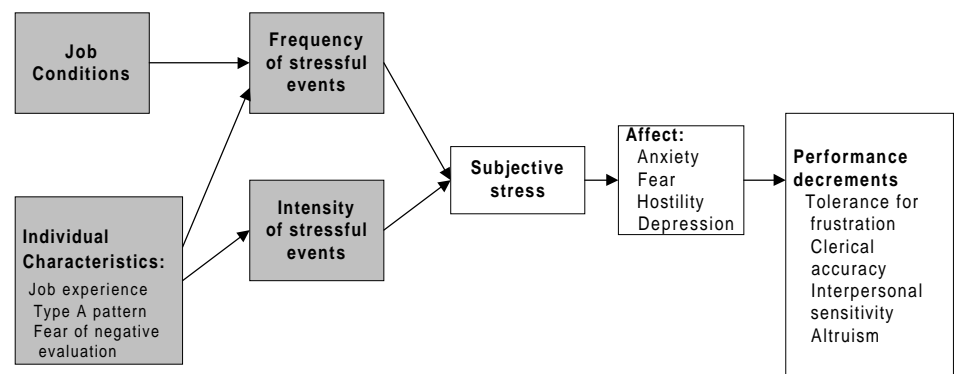 Job
Conditions
Frequency
of stressful
events
Individual
Characteristics:
Job experience
Type A pattern
Fear of negative
evaluation
Intensity
of stressful
events
Subjective
stress
Affect:
Anxiety
Fear
Hostility
Depression
Performance
decrements
Tolerance for
frustration
Clerical
accuracy
Interpersonal
sensitivity
Altruism